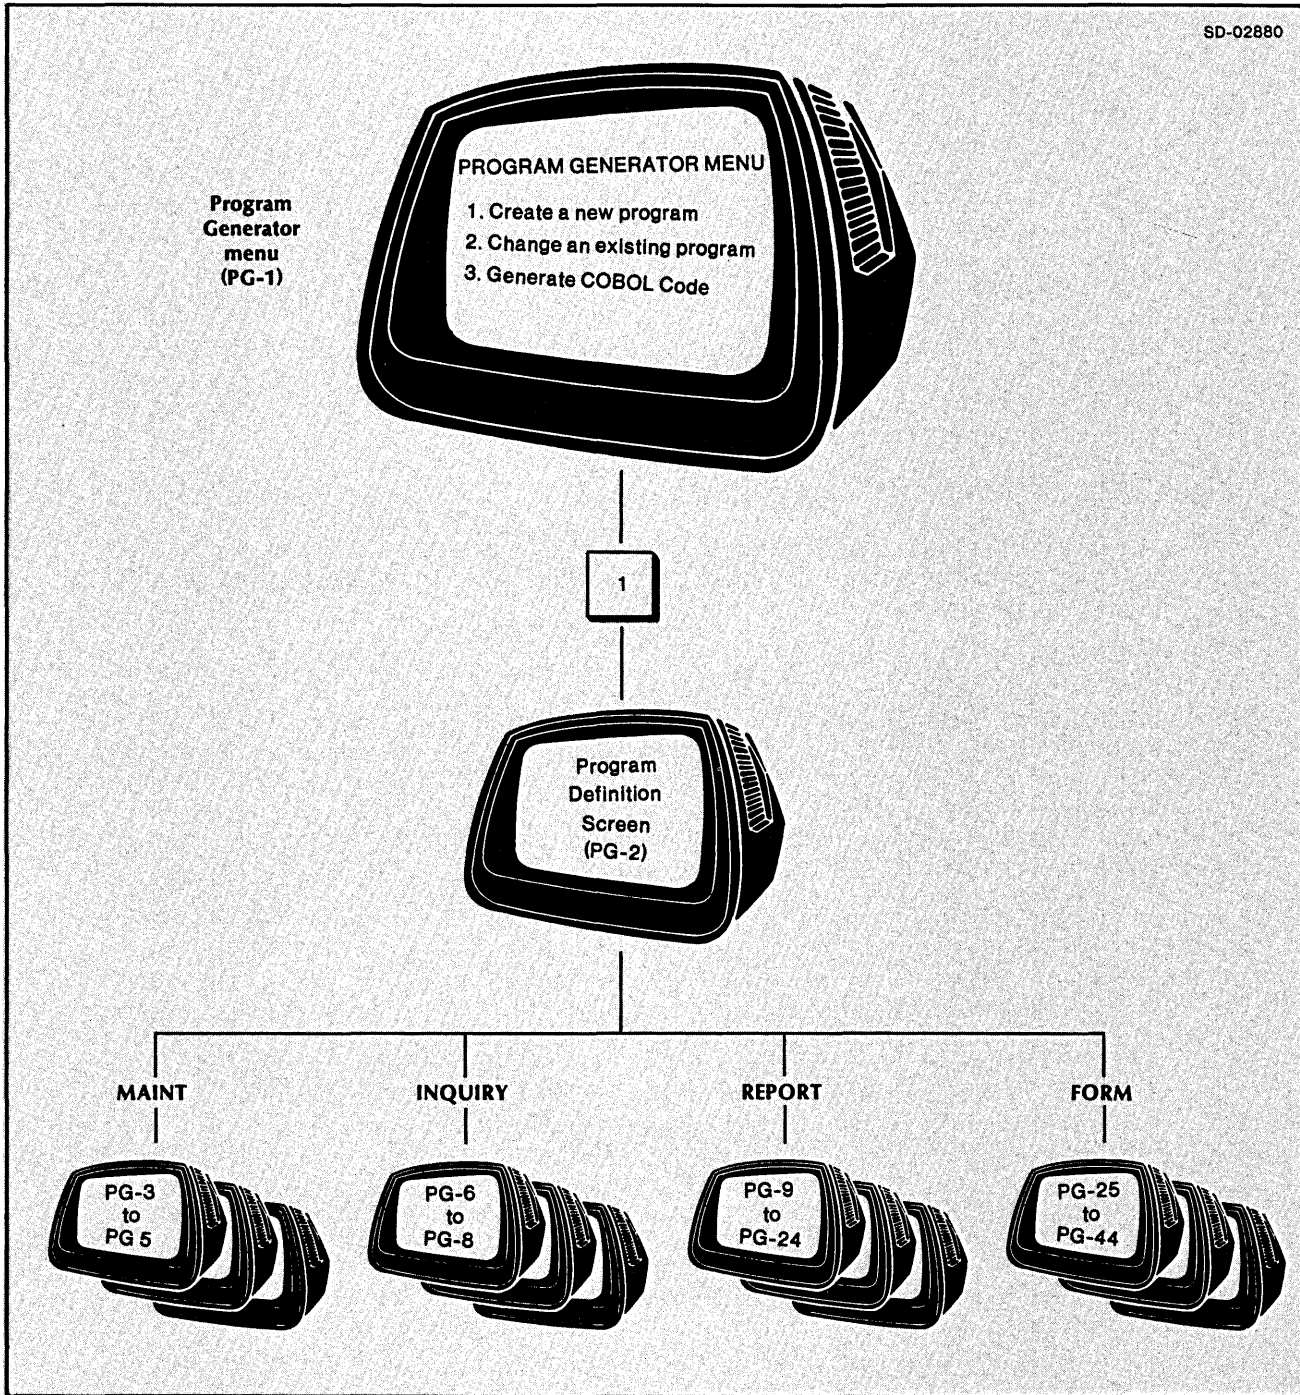 SD-02880
Program
Generator
menu
(PG-1)
PROGRAM GENERATOR MENU
1. Create a new program
2. Change an existing program
3. Generate COBOL Code
1
Program
Definition
Screen
(PG-2)
MAINT
INQUIRY
REPORT
FORM
PG-3
to
PG 5
PG-6
to
PG-8
PG-9
to
PG-24
PG-25
to
PG-44